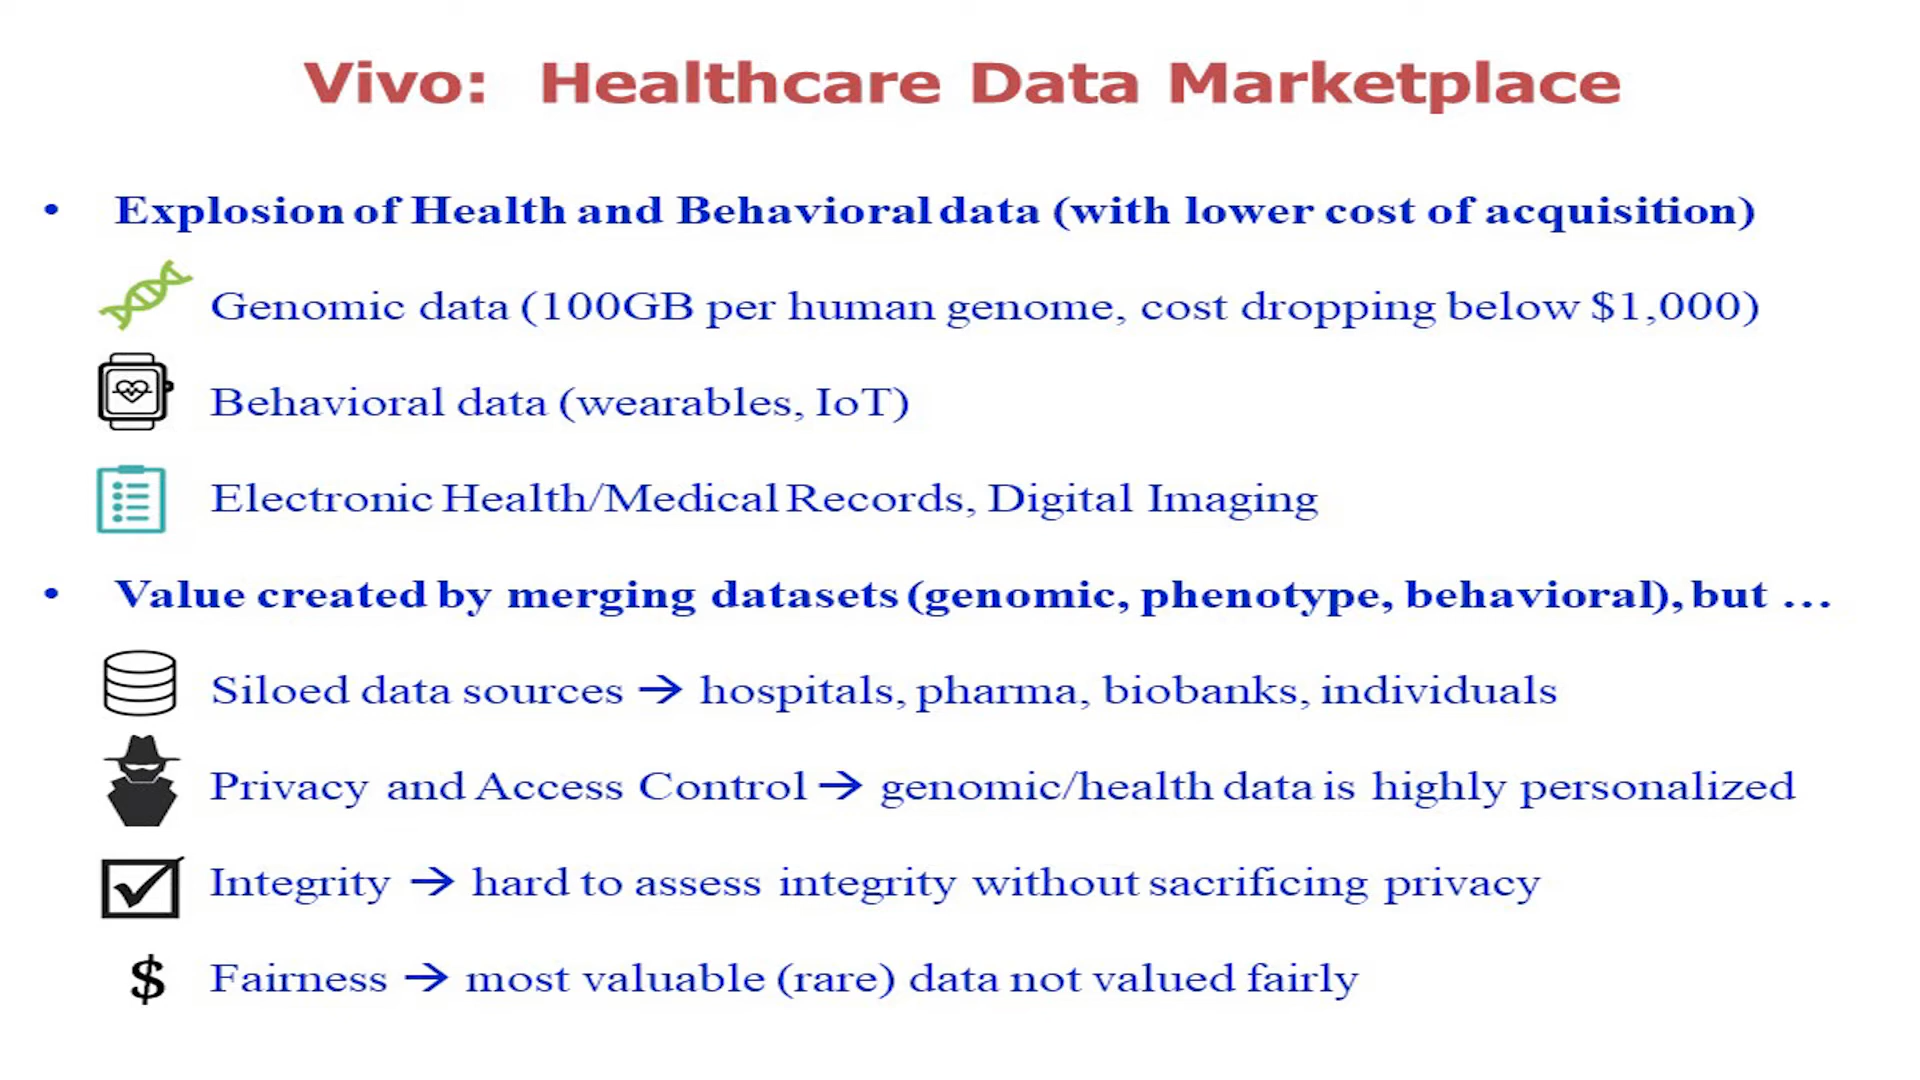 Vivo: Healthcare Data Marketplace
• Explosion of Health and Behavioral data (with lower cost of acquisition)
Genomic data (100GB per human genome, cost dropping below $1,000)
Behavioral data (wearables, IoT)
Electronic Health/Medical Records, Digital Imaging
• Value created by merging datasets (genomic, phenotype, behavioral), but …
Siloed data sources → hospitals, pharma, biobanks, individuals
Privacy and Access Control → genomic/health data is highly personalized
Integrity → hard to assess integrity without sacrificing privacy
$ Fairness → most valuable (rare) data not valued fairly